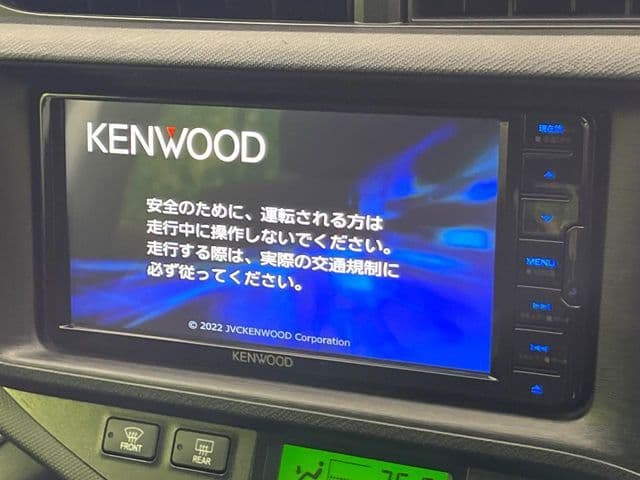 KENWOOD
安全のために、運転される方は
走行中に操作しないでください。
走行する際は、実際の交通規制に
必ず従ってください。
© 2022 JVCKENWOOD Corporation
KENWOOD
現在地
MENU
FRONT
REAR